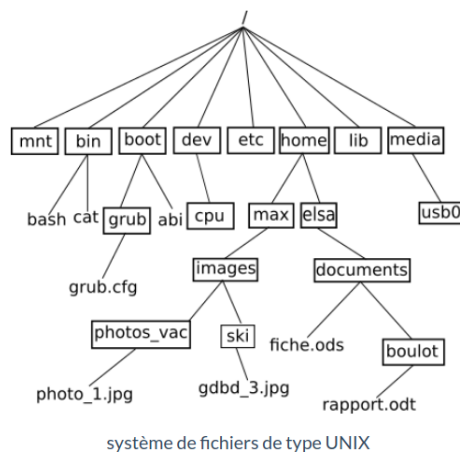 /
mnt bin boot dev etc home lib media
bash cat grub abi cpu max elsa usb0
grub.cfg images documents
photos_vac ski fiche.ods boulot
photo_1.jpg gdbd_3.jpg rapport.odt
système de fichiers de type UNIX